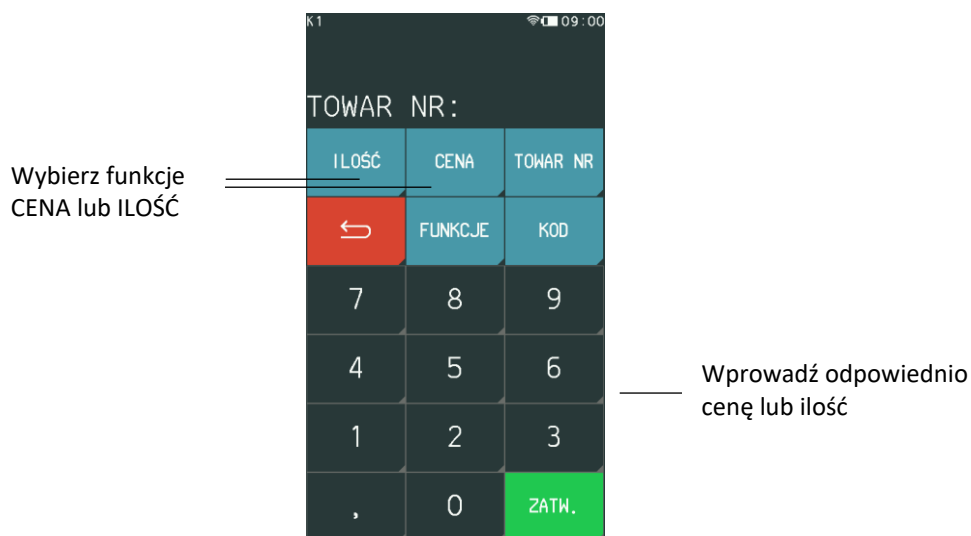 K1 09:00
TOWAR NR:
ILOŚĆ CENA TOWAR NR
Wybierz funkcje
CENA lub ILOŚĆ
FUNKCJE KOD
7 8 9
4 5 6
Wprowadź odpowiednio
cenę lub ilość
1 2 3
, 0 ZATW.